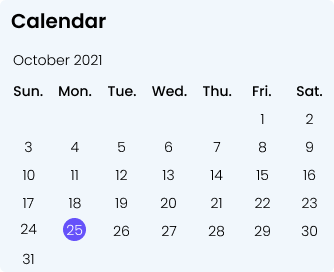 Calendar
October 2021
Sun. Mon. Tue. Wed. Thu. Fri. Sat.
1 2
3 4 5 6 7 8 9
10 11 12 13 14 15 16
17 18 19 20 21 22 23
24 25 26 27 28 29 30
31